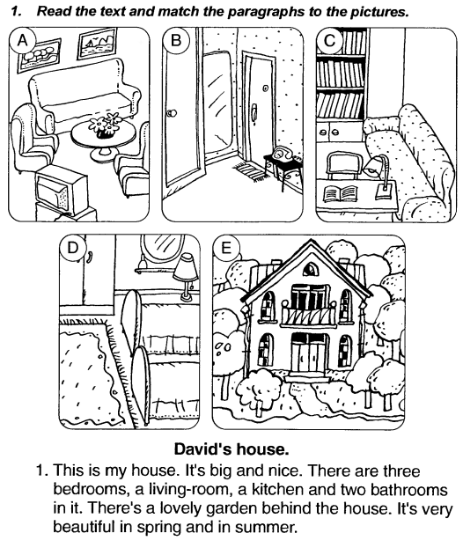 1. Read the text and match the paragraphs to the pictures.
A
B
C
D
E
David's house.
1. This is my house. It's big and nice. There are three
bedrooms, a living-room, a kitchen and two bathrooms
in it. There's a lovely garden behind the house. It's very
beautiful in spring and in summer.